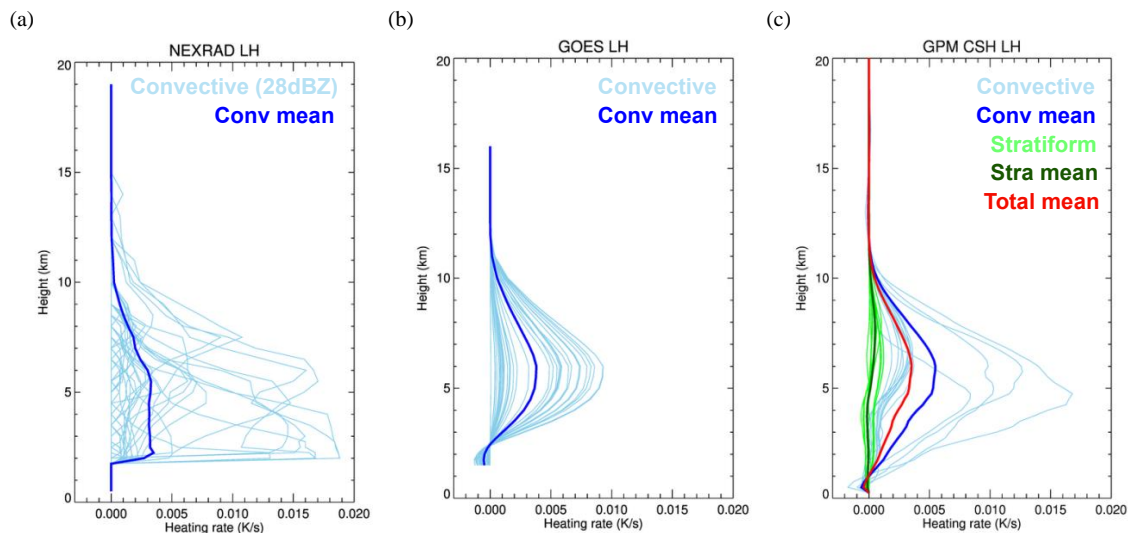 (a)
NEXRAD LH
Convective (28dBZ)
Conv mean
20
15
10
5
0
Height (km)
0.000 0.005 0.010 0.015 0.020
Heating rate (K/s)
(b)
GOES LH
Convective
Conv mean
20
15
10
5
0
Height (km)
0.000 0.005 0.010 0.015 0.020
Heating rate (K/s)
(c)
GPM CSH LH
Convective
Conv mean
Stratiform
Stra mean
Total mean
20
15
10
5
0
Height (km)
0.000 0.005 0.010 0.015 0.020
Heating rate (K/s)